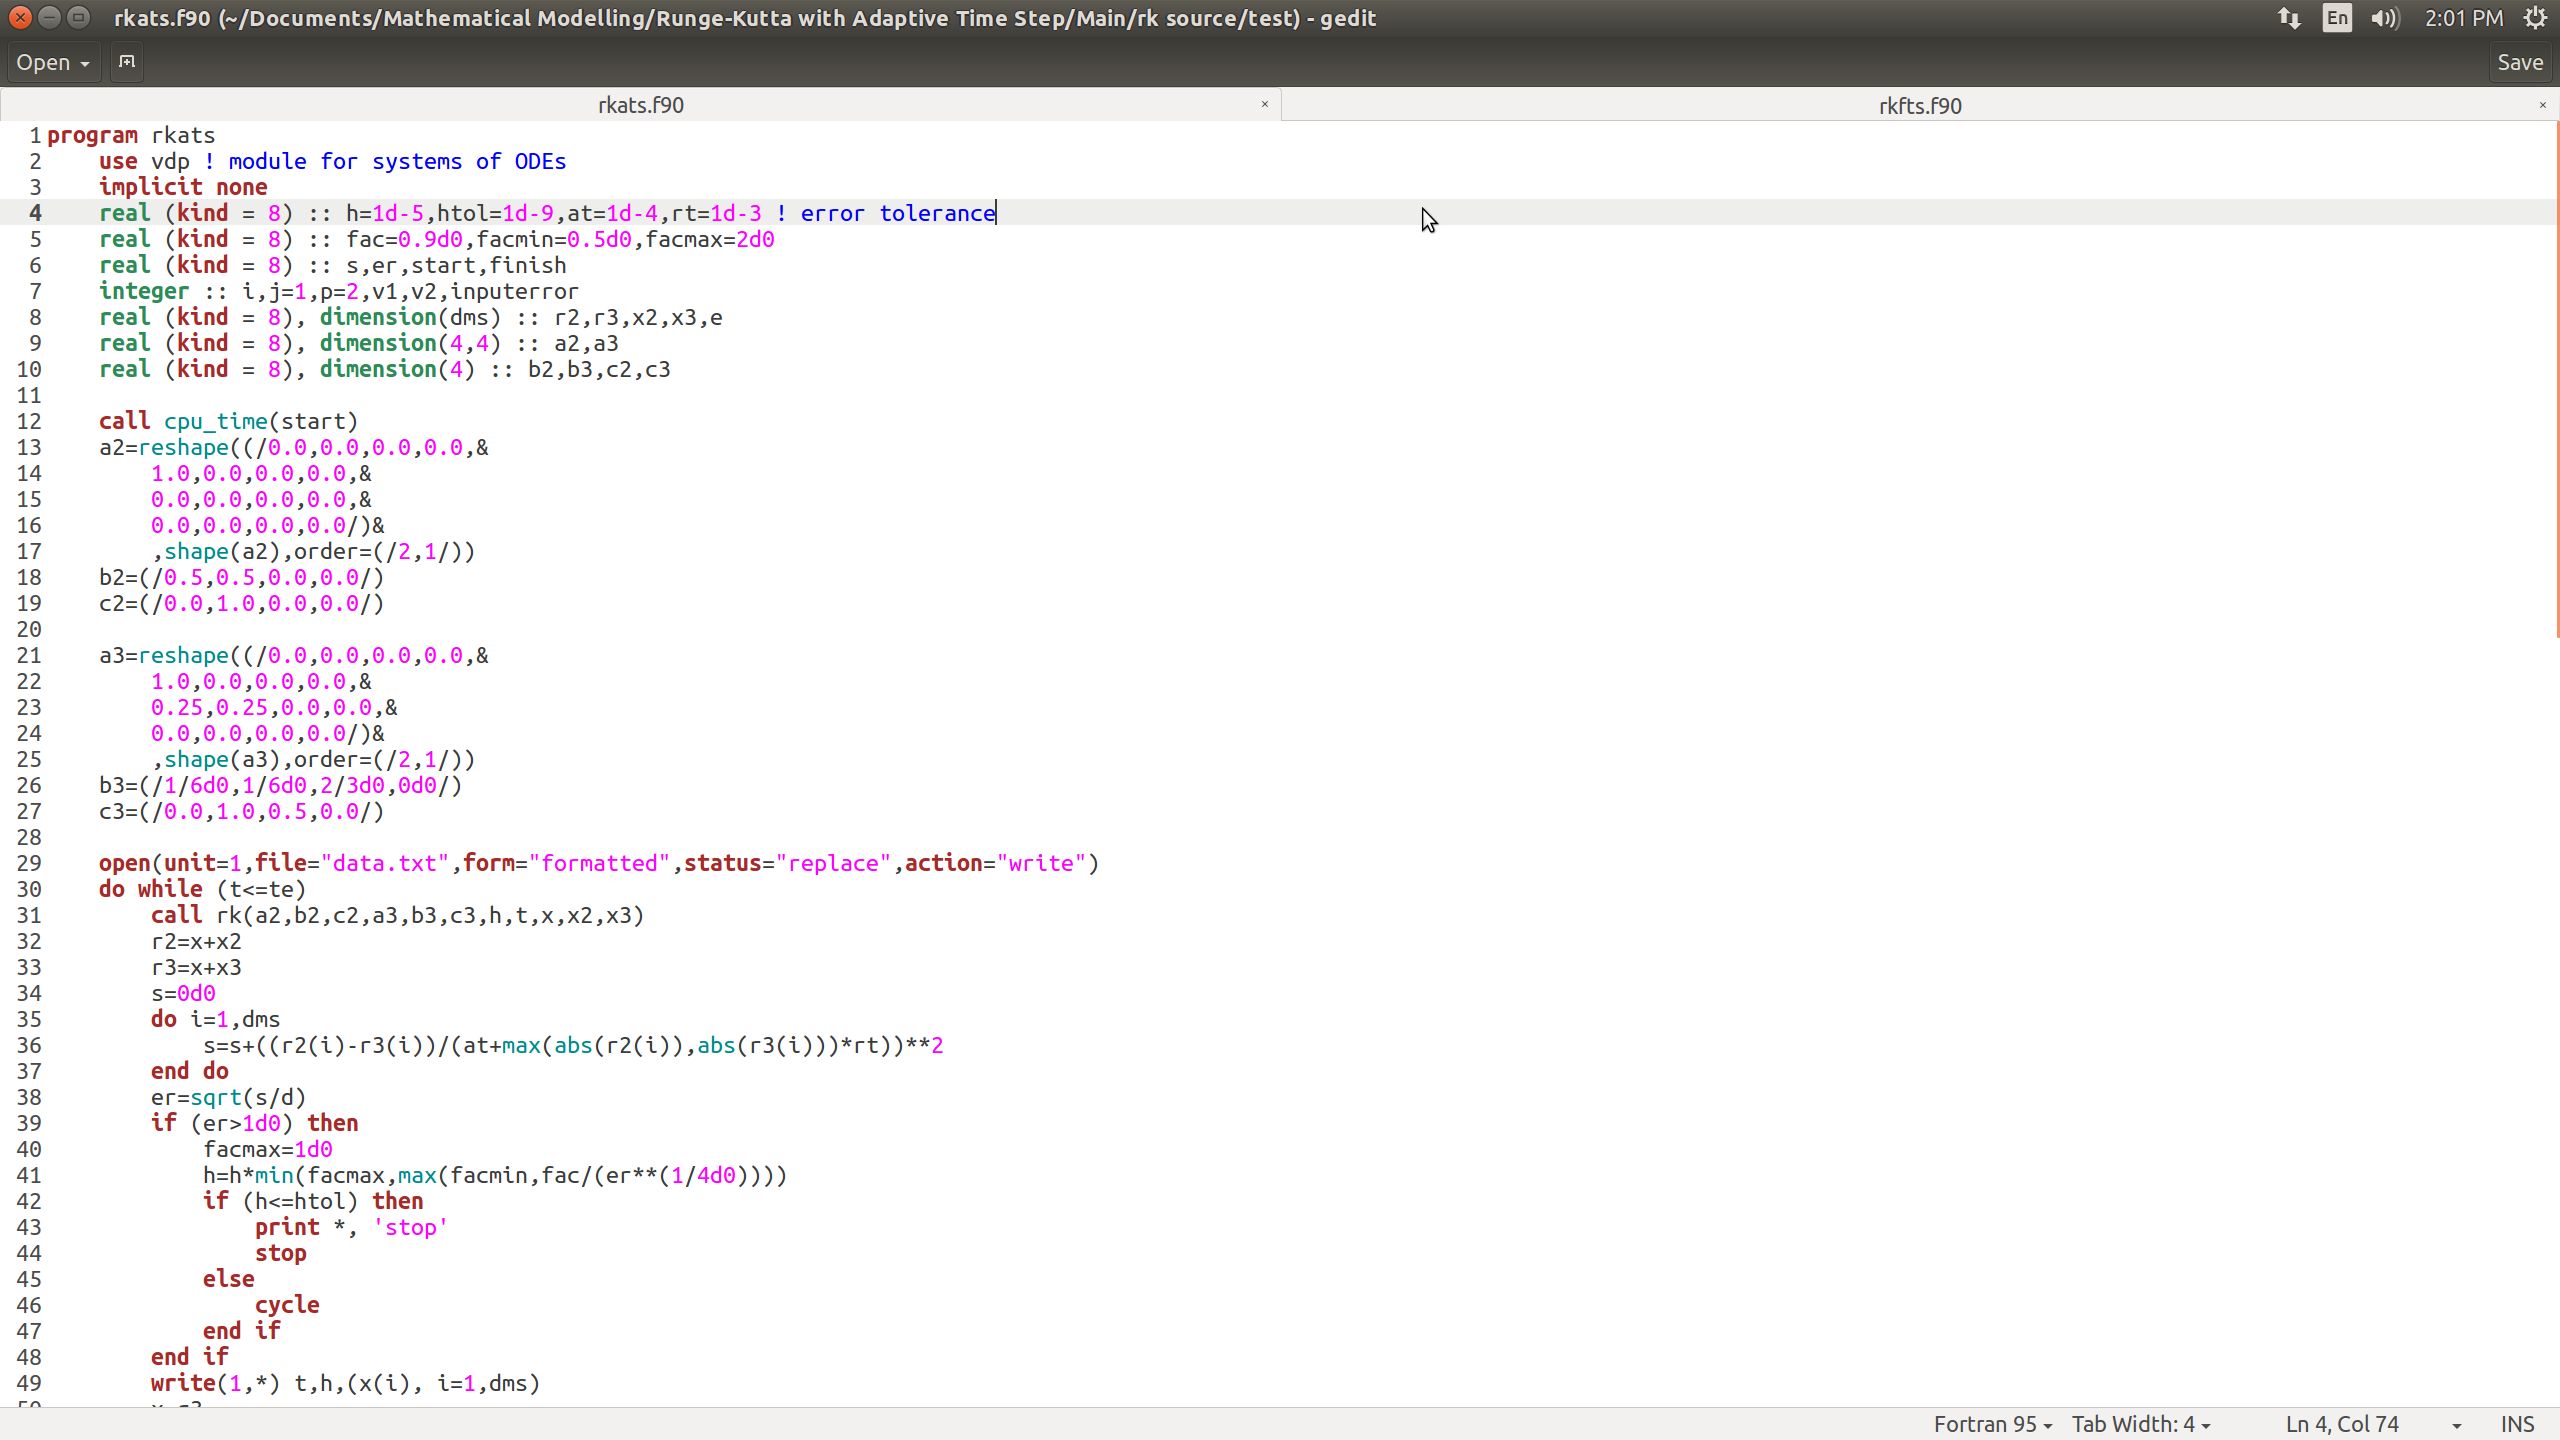 rkats.f90 (~/Documents/Mathematical Modelling/Runge-Kutta with Adaptive Time Step/Main/rk source/test) - gedit
En
2:01 PM
Open
Save
rkats.f90 ×
rkfts.f90 ×
1 program rkats
2     use vdp ! module for systems of ODEs
3     implicit none
4     real (kind = 8) :: h=1d-5,htol=1d-9,at=1d-4,rt=1d-3 ! error tolerance
5     real (kind = 8) :: fac=0.9d0,facmin=0.5d0,facmax=2d0
6     real (kind = 8) :: s,er,start,finish
7     integer :: i,j=1,p=2,v1,v2,inputerror
8     real (kind = 8), dimension(dms) :: r2,r3,x2,x3,e
9     real (kind = 8), dimension(4,4) :: a2,a3
10     real (kind = 8), dimension(4) :: b2,b3,c2,c3
11
12     call cpu_time(start)
13     a2=reshape((/0.0,0.0,0.0,0.0,&
14         1.0,0.0,0.0,0.0,&
15         0.0,0.0,0.0,0.0,&
16         0.0,0.0,0.0,0.0/)&
17         ,shape(a2),order=(/2,1/))
18     b2=(/0.5,0.5,0.0,0.0/)
19     c2=(/0.0,1.0,0.0,0.0/)
20
21     a3=reshape((/0.0,0.0,0.0,0.0,&
22         1.0,0.0,0.0,0.0,&
23         0.25,0.25,0.0,0.0,&
24         0.0,0.0,0.0,0.0/)&
25         ,shape(a3),order=(/2,1/))
26     b3=(/1/6d0,1/6d0,2/3d0,0d0/)
27     c3=(/0.0,1.0,0.5,0.0/)
28
29     open(unit=1,file="data.txt",form="formatted",status="replace",action="write")
30     do while (t<=te)
31         call rk(a2,b2,c2,a3,b3,c3,h,t,x,x2,x3)
32         r2=x+x2
33         r3=x+x3
34         s=0d0
35         do i=1,dms
36             s=s+((r2(i)-r3(i))/(at+max(abs(r2(i)),abs(r3(i)))*rt))**2
37         end do
38         er=sqrt(s/d)
39         if (er>1d0) then
40             facmax=1d0
41             h=h*min(facmax,max(facmin,fac/(er**(1/4d0))))
42             if (h<=htol) then
43                 print *, 'stop'
44                 stop
45             else
46                 cycle
47             end if
48         end if
49         write(1,*) t,h,(x(i), i=1,dms)
Fortran 95 Tab Width: 4 Ln 4, Col 74 INS